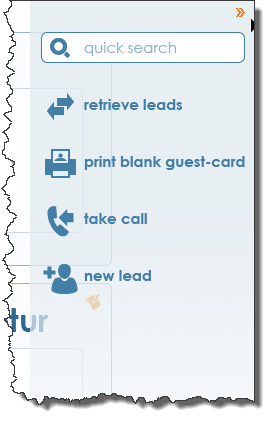 quick search
retrieve leads
print blank guest-card
take call
new lead
tur